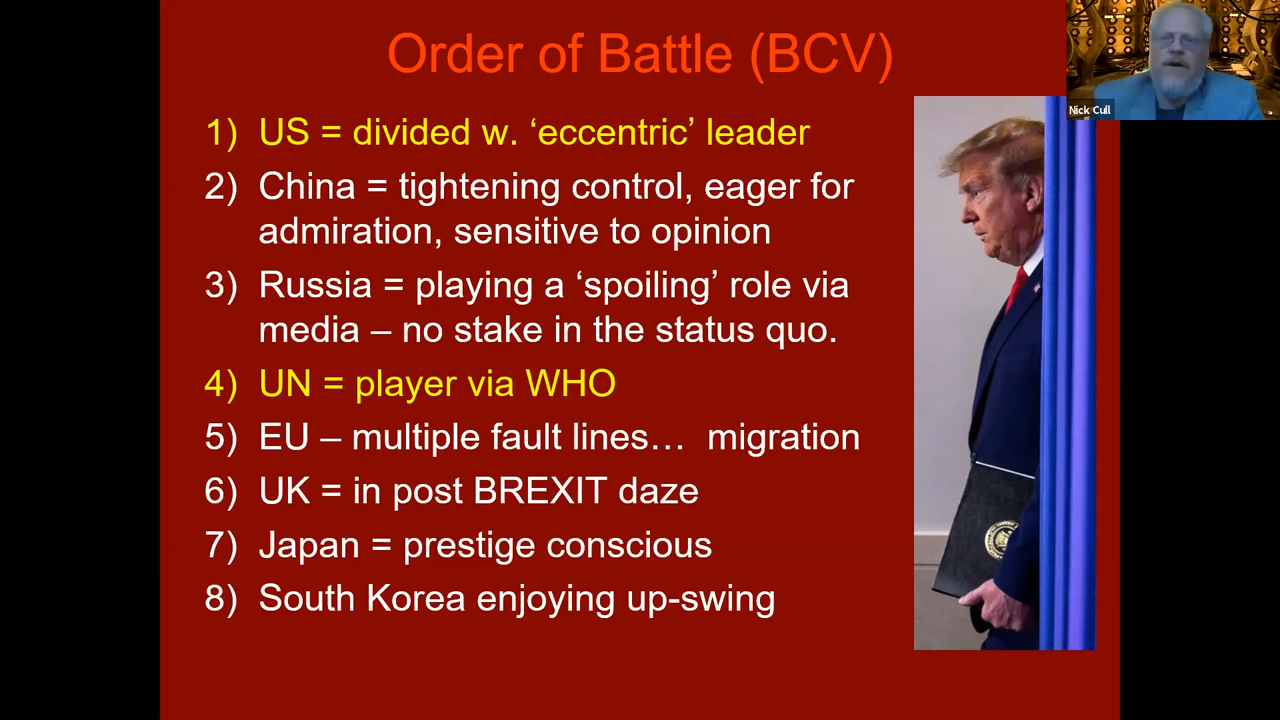 Order of Battle (BCV)
Nick Cull
1) US = divided w. ‘eccentric’ leader
2) China = tightening control, eager for
admiration, sensitive to opinion
3) Russia = playing a ‘spoiling’ role via
media – no stake in the status quo.
4) UN = player via WHO
5) EU – multiple fault lines… migration
6) UK = in post BREXIT daze
7) Japan = prestige conscious
8) South Korea enjoying up-swing